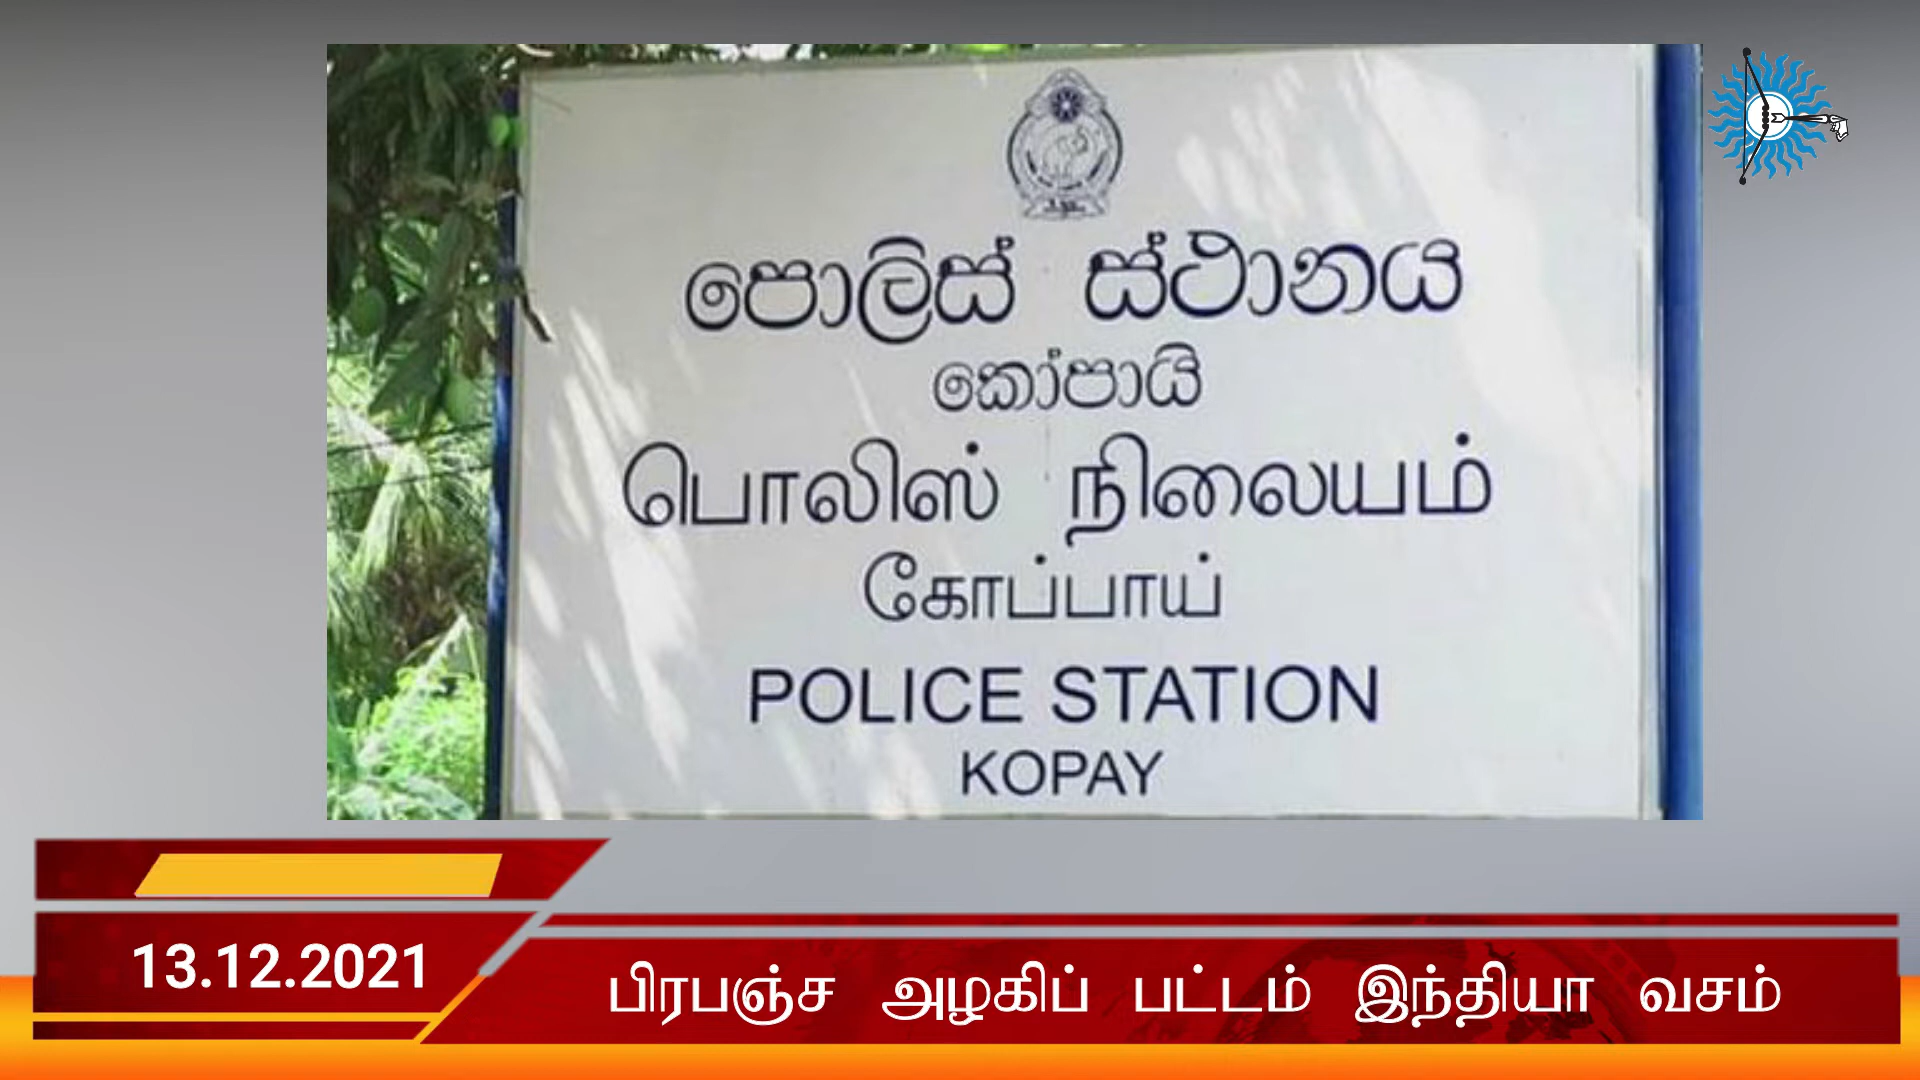 පොලිස් ස්ථානය
කෝපායි
பொலிஸ் நிலையம்
கோப்பாய்
POLICE STATION
KOPAY
13.12.2021
பிரபஞ்ச அழகிப் பட்டம் இந்தியா வசம்